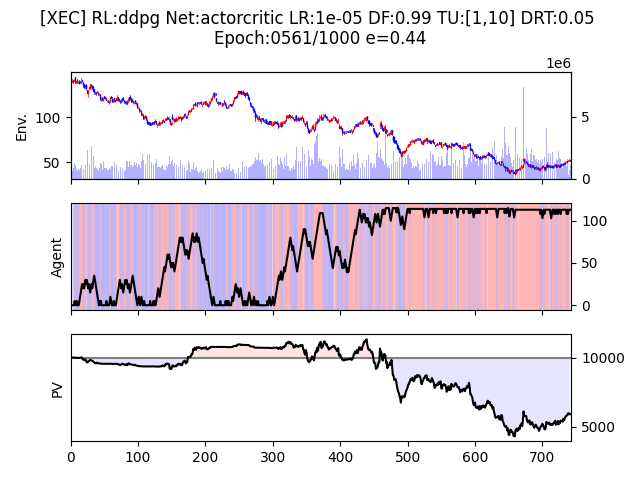 [XEC] RL:ddpg Net:actorcritic LR:1e-05 DF:0.99 TU:[1,10] DRT:0.05
Epoch:0561/1000 e=0.44
1e6
Env.
100
50
5
0
Agent
100
50
0
PV
10000
5000
0 100 200 300 400 500 600 700